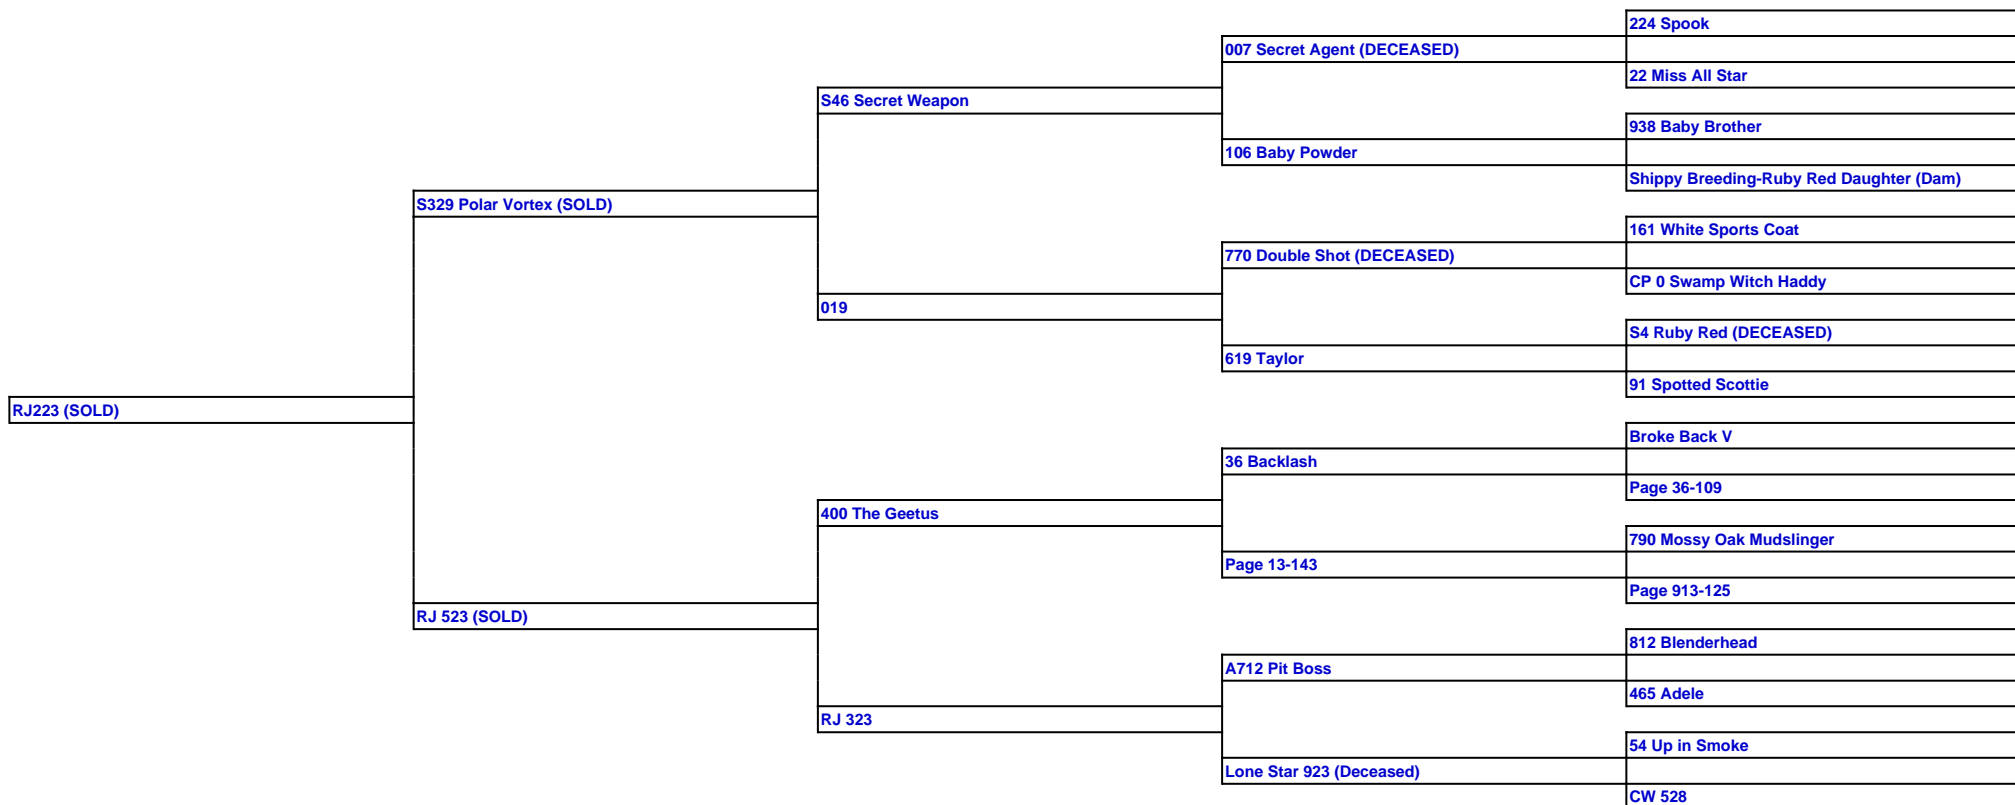 224 Spook
007 Secret Agent (DECEASED)
22 Miss All Star
S46 Secret Weapon
938 Baby Brother
106 Baby Powder
Shippy Breeding-Ruby Red Daughter (Dam)
S329 Polar Vortex (SOLD)
161 White Sports Coat
770 Double Shot (DECEASED)
CP 0 Swamp Witch Haddy
019
S4 Ruby Red (DECEASED)
619 Taylor
91 Spotted Scottie
RJ223 (SOLD)
Broke Back V
36 Backlash
Page 36-109
400 The Geetus
790 Mossy Oak Mudslinger
Page 13-143
Page 913-125
RJ 523 (SOLD)
812 Blenderhead
A712 Pit Boss
465 Adele
RJ 323
54 Up in Smoke
Lone Star 923 (Deceased)
CW 528